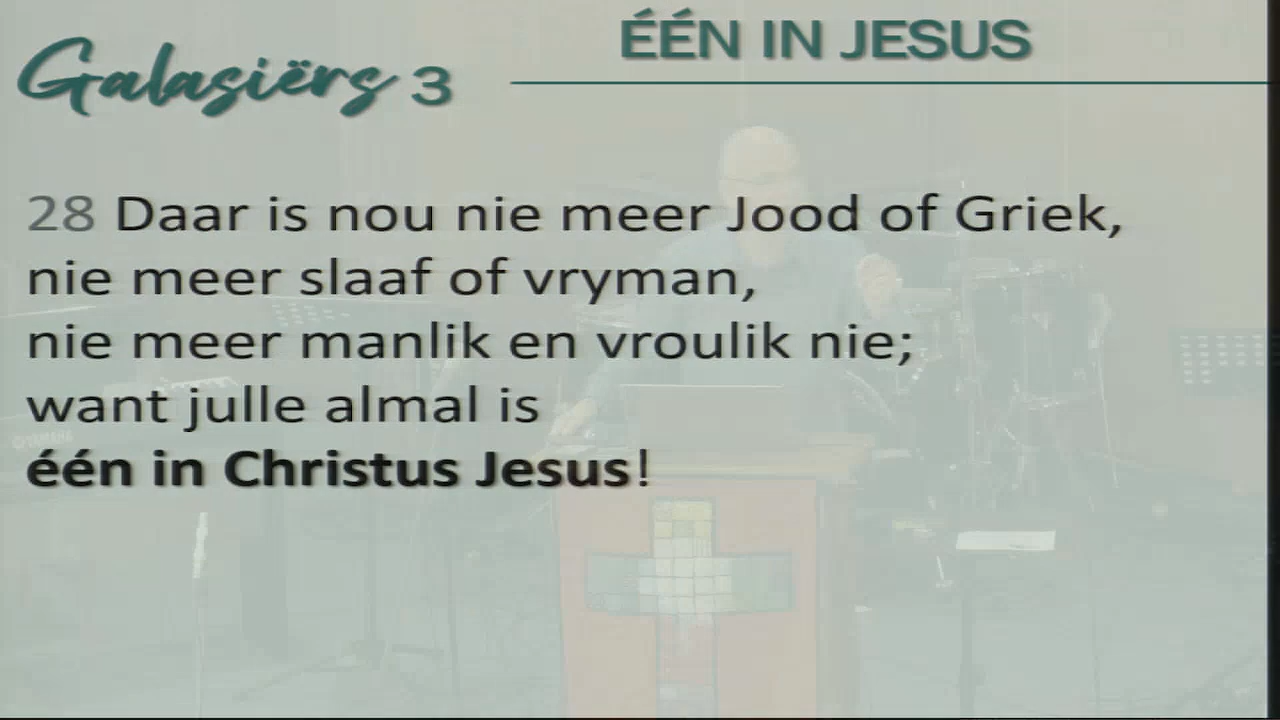 Galasiërs 3
ÉÉN IN JESUS
28 Daar is nou nie meer Jood of Griek,
nie meer slaaf of vryman,
nie meer manlik en vroulik nie;
want julle almal is
één in Christus Jesus!
YAMAHA